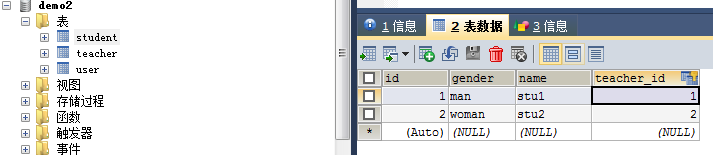 demo2
表
student
teacher
user
视图
存储过程
函数
触发器
事件
1 信息 2 表数据 3 信息
id gender name teacher_id
1 man stu1 1
2 woman stu2 2
* (Auto) (NULL) (NULL) (NULL)